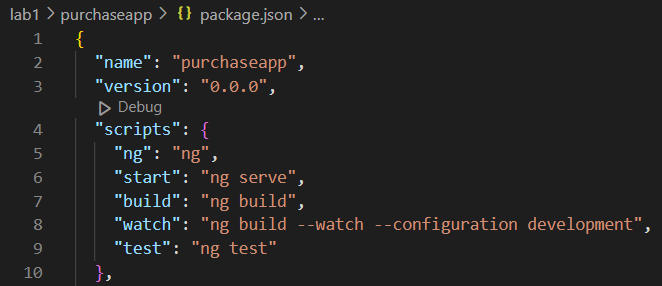 lab1 > purchaseapp > {} package.json > ...
1 {
2 "name": "purchaseapp",
3 "version": "0.0.0",
Debug
4 "scripts": {
5 "ng": "ng",
6 "start": "ng serve",
7 "build": "ng build",
8 "watch": "ng build --watch --configuration development",
9 "test": "ng test"
10 },